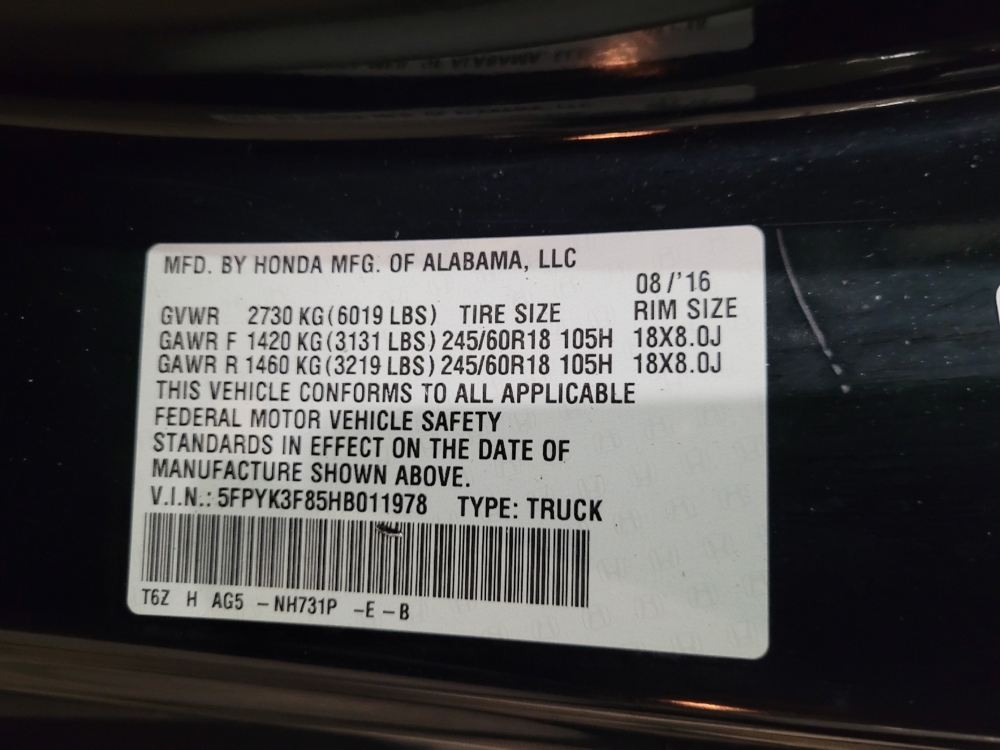 MFD. BY HONDA MFG. OF ALABAMA, LLC
08/'16
GVWR 2730 KG(6019 LBS) TIRE SIZE RIM SIZE
GAWR F 1420 KG(3131 LBS) 245/60R18 105H 18X8.0J
GAWR R 1460 KG(3219 LBS) 245/60R18 105H 18X8.0J
THIS VEHICLE CONFORMS TO ALL APPLICABLE
FEDERAL MOTOR VEHICLE SAFETY
STANDARDS IN EFFECT ON THE DATE OF
MANUFACTURE SHOWN ABOVE.
V.I.N.: 5FPYK3F85HB011978 TYPE: TRUCK
T6Z H AG5 -NH731P -E-B